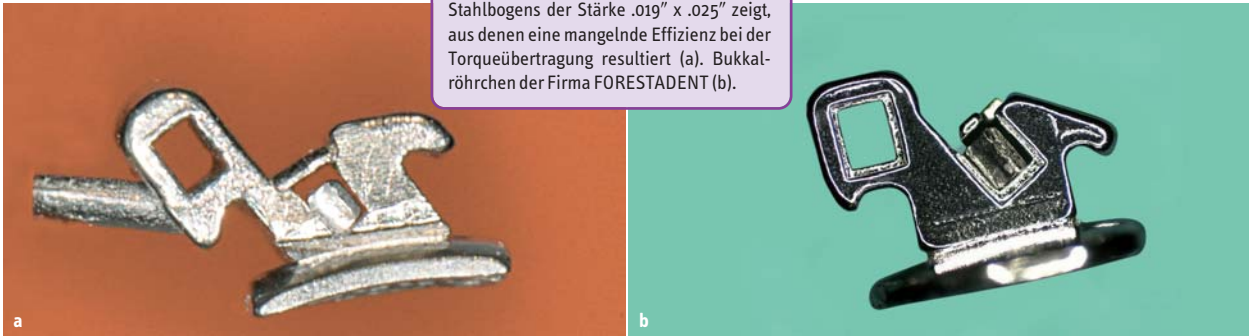 Stahlbogens der Stärke .019″ x .025″ zeigt,
aus denen eine mangelnde Effizienz bei der
Torqueübertragung resultiert (a). Bukkal-
röhrchen der Firma FORESTADENT (b).
a
b